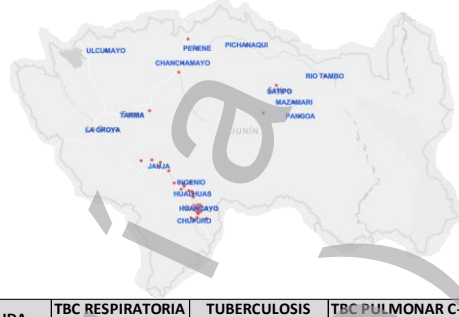 ULCUMAYO
PERENE
PICHANAQUI
CHANCHAMAYO
RIO TAMBO
SATIPO
MAZAMARI
TARMA
PANGOA
LA OROYA
JUNÍN
JAUJA
INGENIO
HUALHUAS
HUANCAYO
CHUPURO
TBC RESPIRATORIA
TUBERCULOSIS
TBC PULMONAR C-